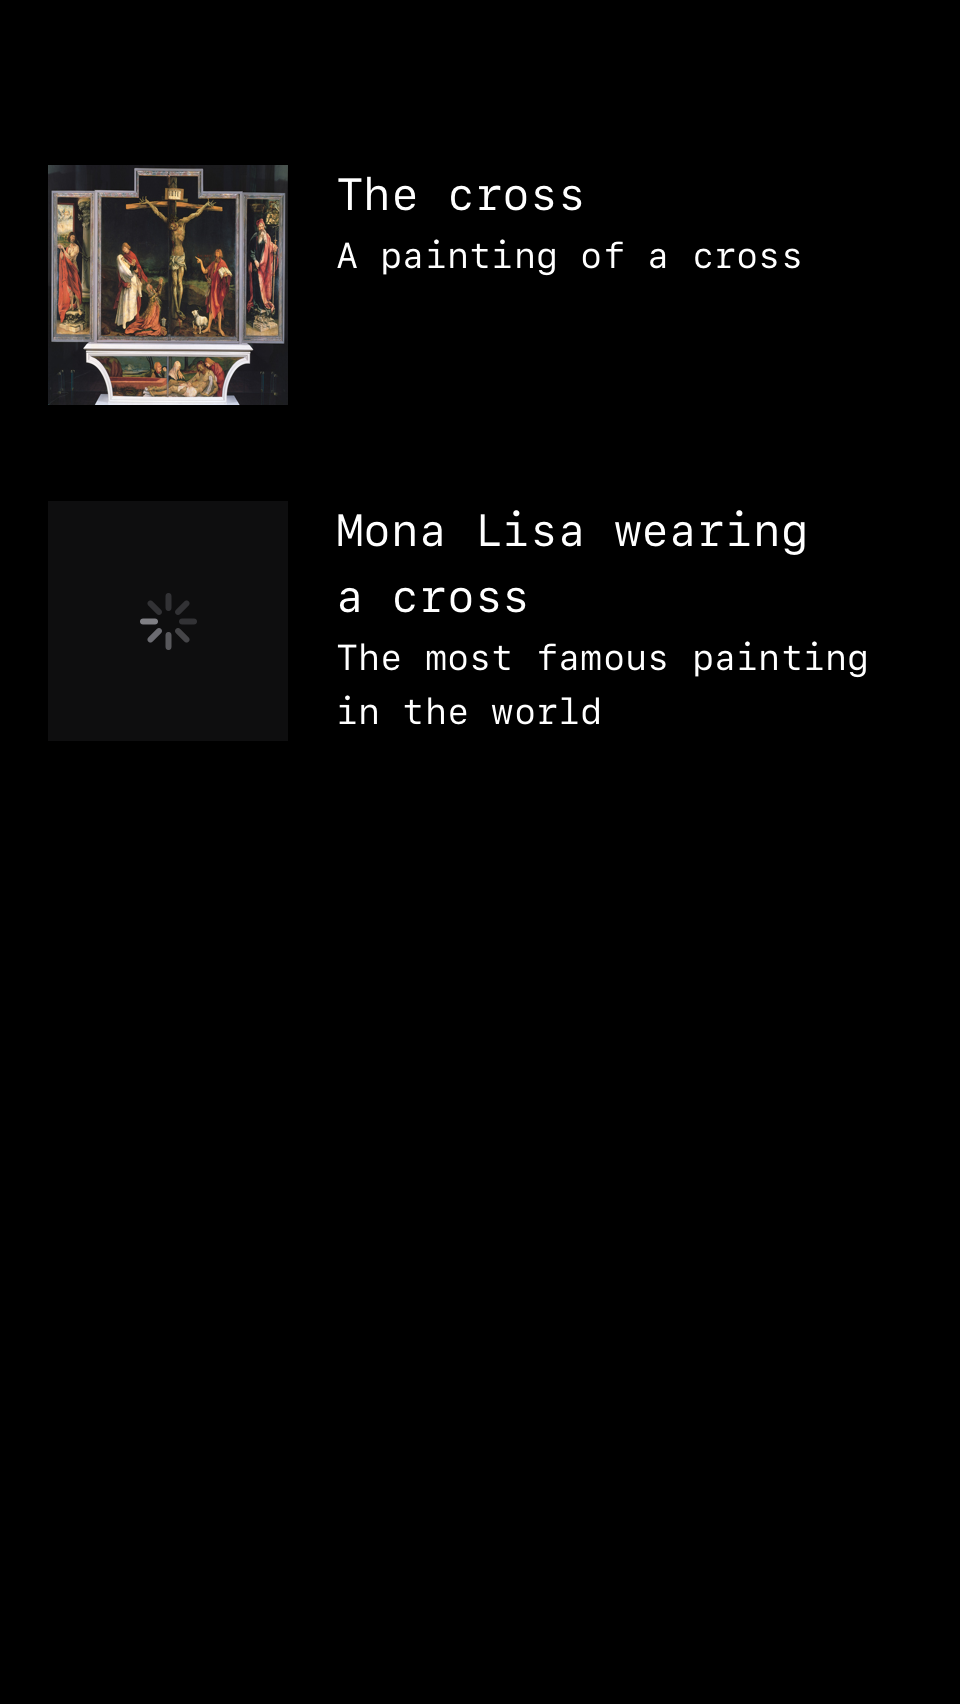 The cross
A painting of a cross
Mona Lisa wearing
a cross
The most famous painting
in the world